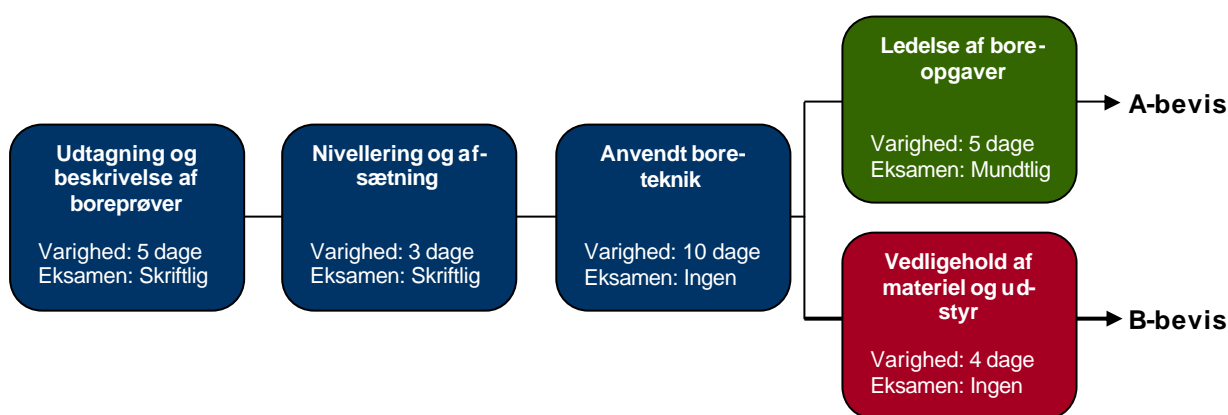 Udtagning og
beskrivelse af
boreprøver
Varighed: 5 dage
Eksamen: Skriftlig
Nivellering og af-
sætning
Varighed: 3 dage
Eksamen: Skriftlig
Anvendt bore-
teknik
Varighed: 10 dage
Eksamen: Ingen
Ledelse af bore-
opgaver
Varighed: 5 dage
Eksamen: Mundtlig
A-bevis
Vedligehold af
materiel og ud-
styr
Varighed: 4 dage
Eksamen: Ingen
B-bevis